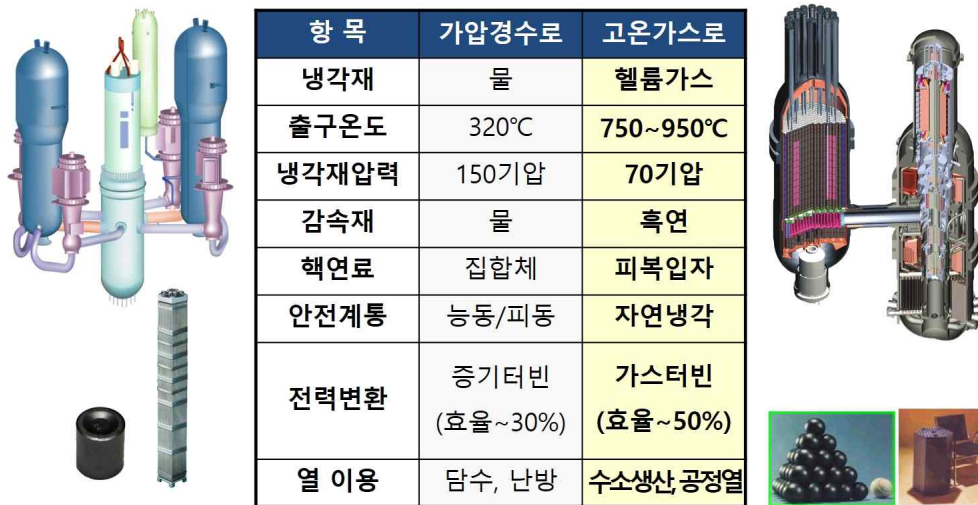 항 목 가압경수로 고온가스로
냉각재 물 헬륨가스
출구온도 320℃ 750~950℃
냉각재압력 150기압 70기압
감속재 물 흑연
핵연료 집합체 피복입자
안전계통 능동/피동 자연냉각
전력변환 증기터빈 가스터빈
(효율~30%) (효율~50%)
열 이용 담수, 난방 수소생산, 공정열